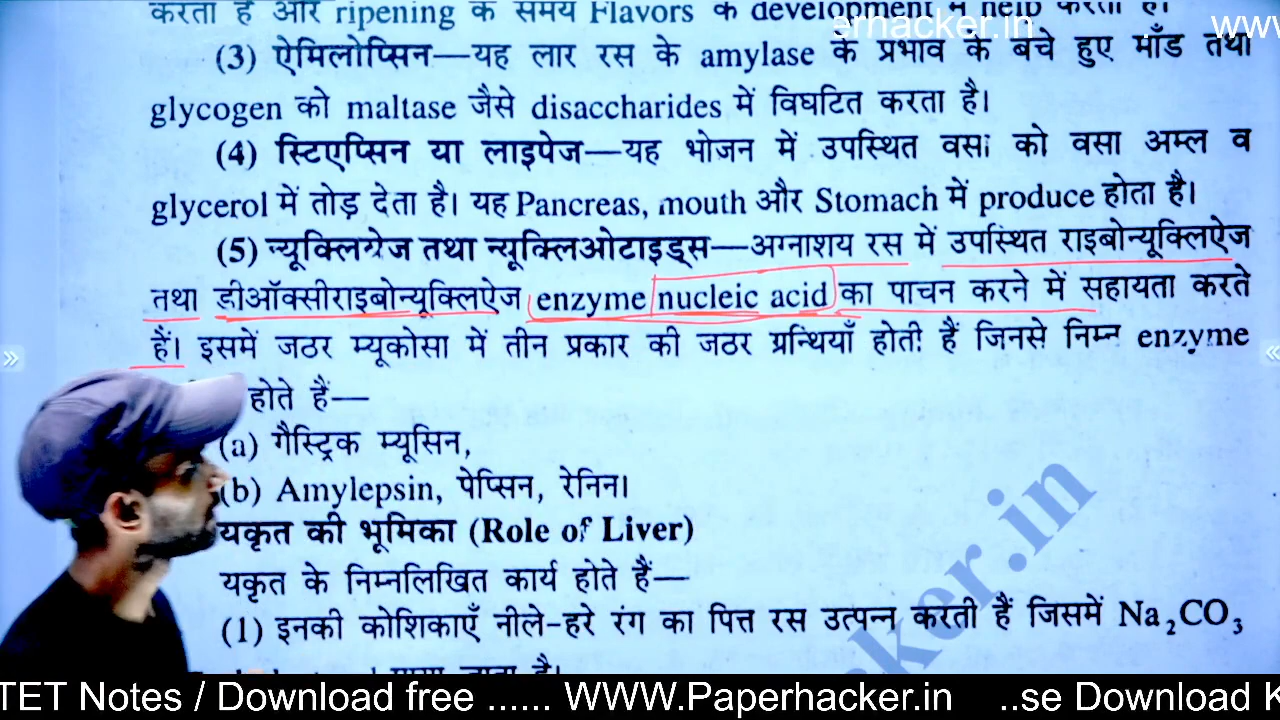 करता है और ripening के समय Flavors के development में help करता है।
erhacker.in
www
(3) ऐमिलोप्सिन—यह लार रस के amylase के प्रभाव के बचे हुए माँड तथा
glycogen को maltase जैसे disaccharides में विघटित करता है।
(4) स्टिएप्सिन या लाइपेज—यह भोजन में उपस्थित वसा को वसा अम्ल व
glycerol में तोड़ देता है। यह Pancreas, mouth और Stomach में produce होता है।
(5) न्यूक्लिग्रेज तथा न्यूक्लिओटाइड्स—अग्नाशय रस में उपस्थित राइबोन्यूक्लिऐज
तथा डीऑक्सीराइबोन्यूक्लिऐज enzyme nucleic acid का पाचन करने में सहायता करते
हैं। इसमें जठर म्यूकोसा में तीन प्रकार की जठर ग्रन्थियाँ होती हैं जिनसे निम्न enzyme
होते हैं—
(a) गैस्ट्रिक म्यूसिन,
(b) Amylepsin, पेप्सिन, रेनिन।
यकृत की भूमिका (Role of Liver)
यकृत के निम्नलिखित कार्य होते हैं—
(1) इनकी कोशिकाएँ नीले-हरे रंग का पित्त रस उत्पन्न करती हैं जिसमें Na₂CO₃
पाया जाता है।
ker.in
TET Notes / Download free ...... WWW.Paperhacker.in ..se Download K